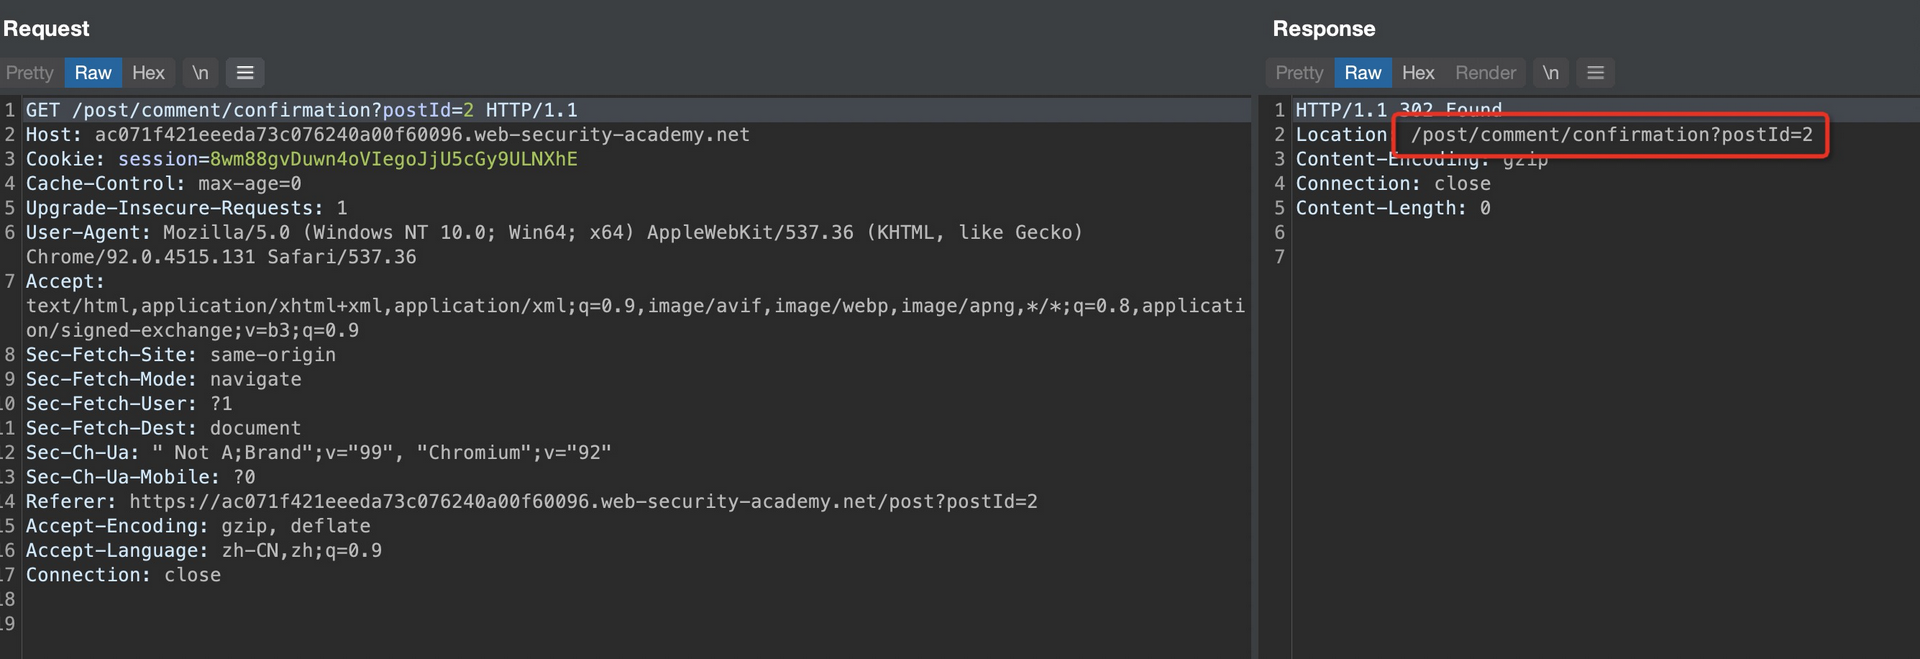 Request
Pretty Raw Hex \n
1 GET /post/comment/confirmation?postId=2 HTTP/1.1
2 Host: ac071f421eeeda73c076240a00f60096.web-security-academy.net
3 Cookie: session=8wm88gvDuwn4oVIegoJjU5cGy9ULNXhE
4 Cache-Control: max-age=0
5 Upgrade-Insecure-Requests: 1
6 User-Agent: Mozilla/5.0 (Windows NT 10.0; Win64; x64) AppleWebKit/537.36 (KHTML, like Gecko)
Chrome/92.0.4515.131 Safari/537.36
7 Accept:
text/html,application/xhtml+xml,application/xml;q=0.9,image/avif,image/webp,image/apng,*/*;q=0.8,applicati
on/signed-exchange;v=b3;q=0.9
8 Sec-Fetch-Site: same-origin
9 Sec-Fetch-Mode: navigate
10 Sec-Fetch-User: ?1
11 Sec-Fetch-Dest: document
12 Sec-Ch-Ua: " Not A;Brand";v="99", "Chromium";v="92"
13 Sec-Ch-Ua-Mobile: ?0
14 Referer: https://ac071f421eeeda73c076240a00f60096.web-security-academy.net/post?postId=2
15 Accept-Encoding: gzip, deflate
16 Accept-Language: zh-CN,zh;q=0.9
17 Connection: close
18
19
Response
Pretty Raw Hex Render \n
1 HTTP/1.1 302 Found
2 Location /post/comment/confirmation?postId=2
3 Content-Encoding: gzip
4 Connection: close
5 Content-Length: 0
6
7